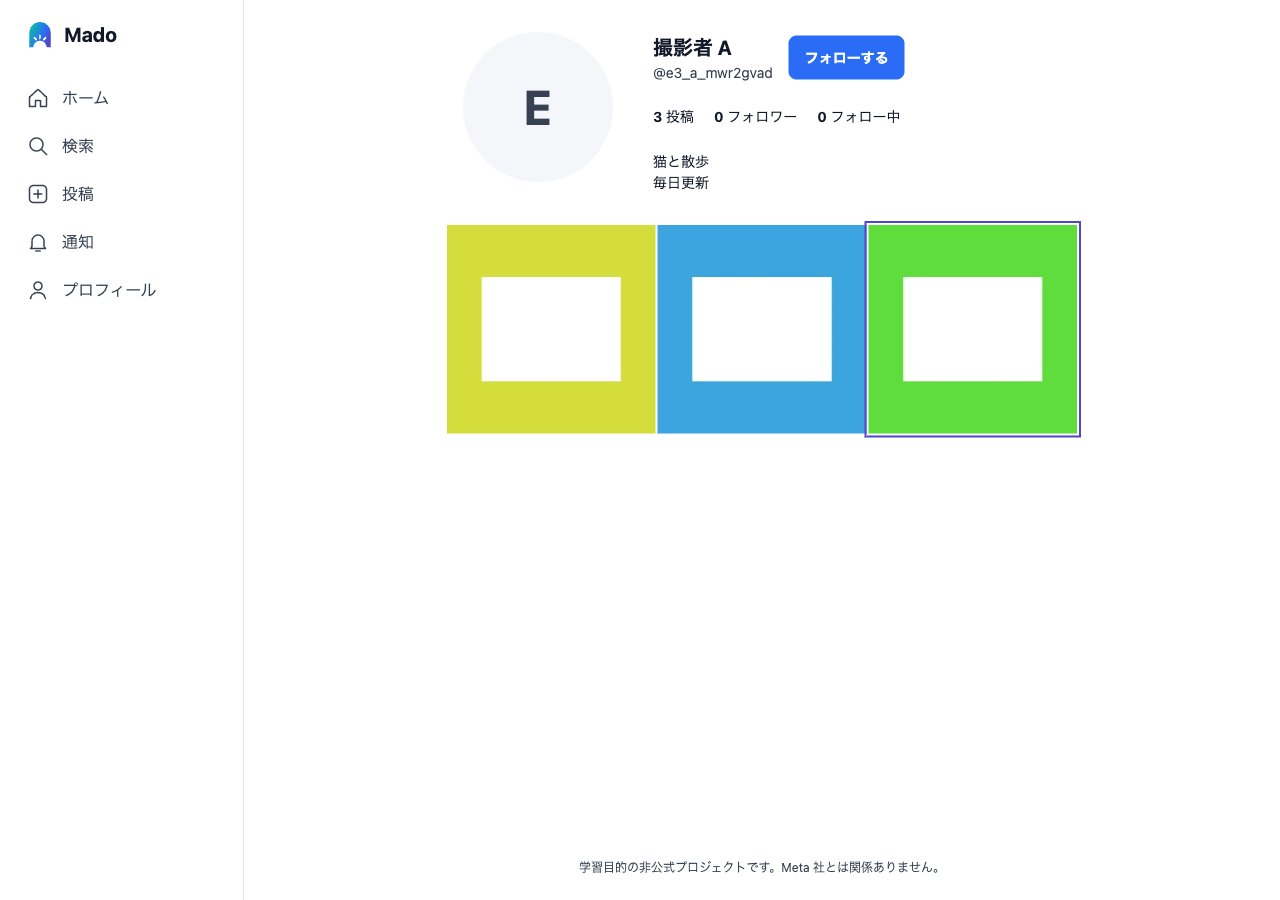 Mado
ホーム
検索
投稿
通知
プロフィール
E
撮影者 A
@e3_a_mwr2gvad
フォローする
3 投稿 0 フォロワー 0 フォロー中
猫と散歩
毎日更新
学習目的の非公式プロジェクトです。Meta 社とは関係ありません。